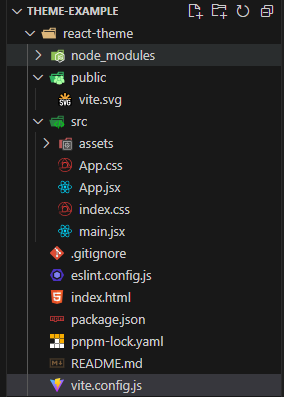 THEME-EXAMPLE
react-theme
node_modules
public
SVG vite.svg
src
assets
App.css
App.jsx
index.css
main.jsx
.gitignore
eslint.config.js
index.html
package.json
pnpm-lock.yaml
README.md
vite.config.js